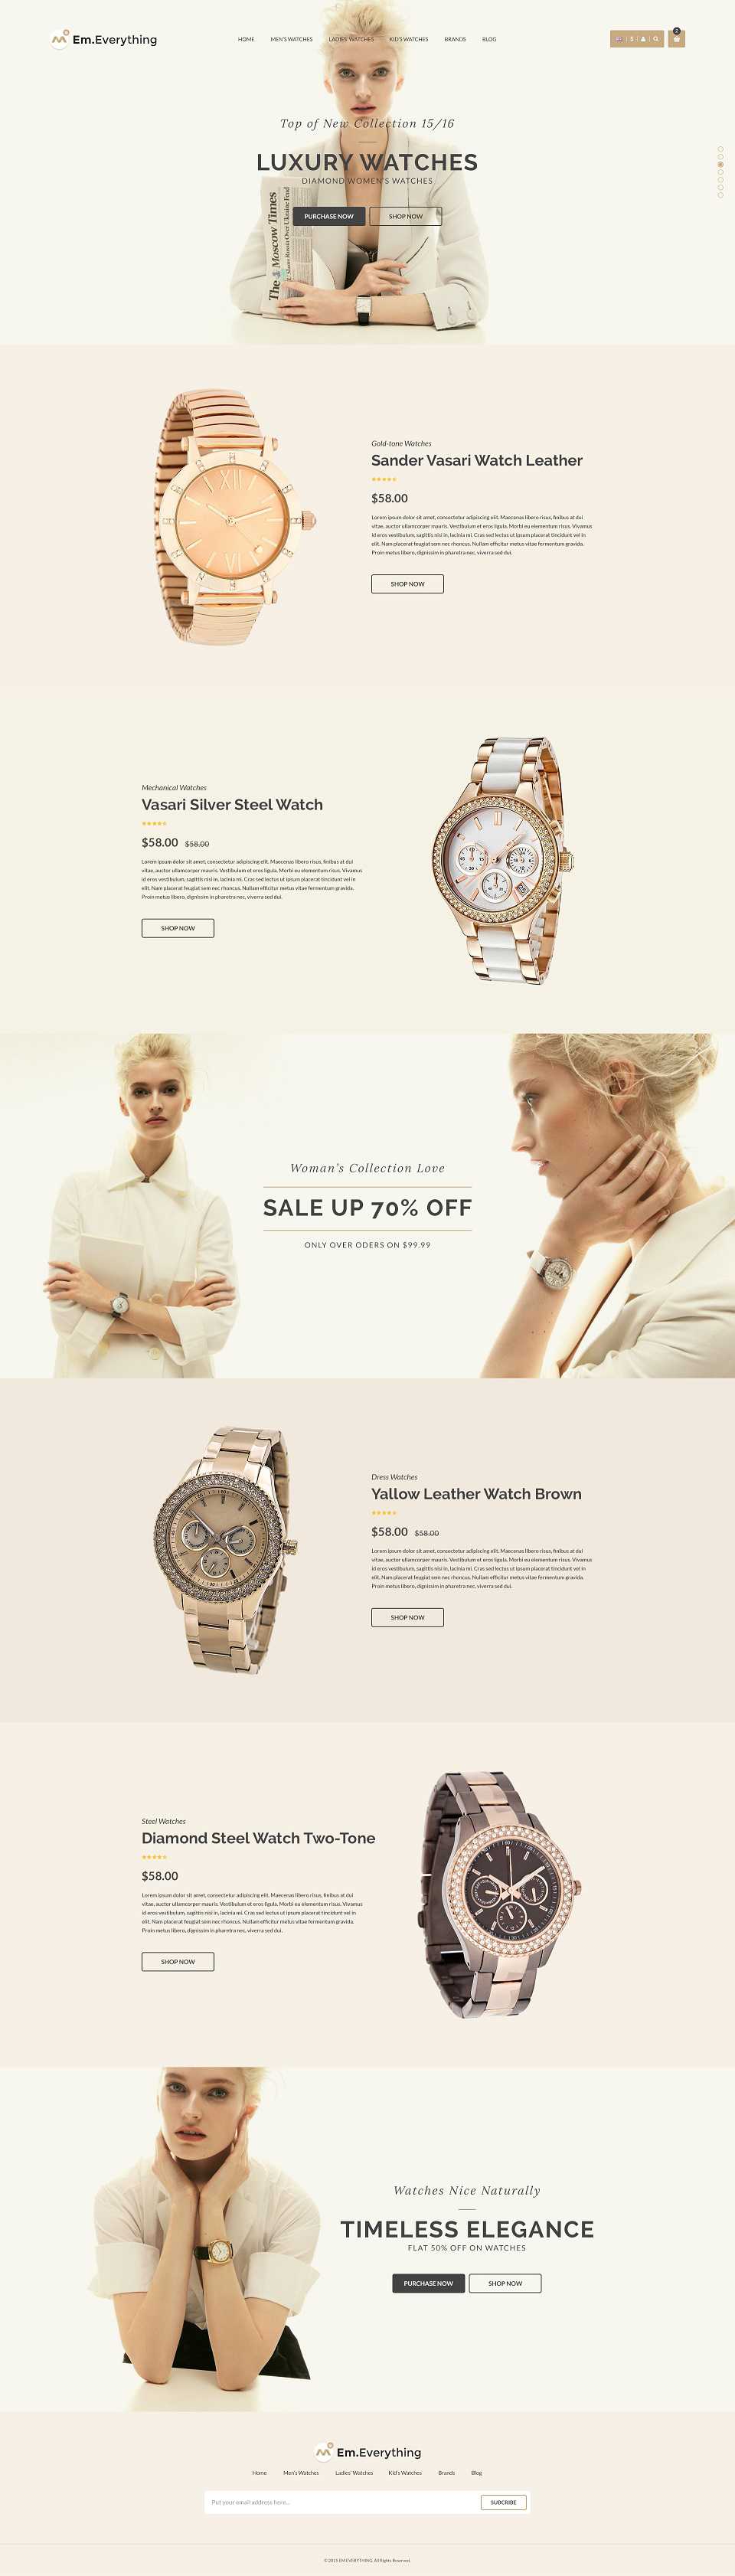 Em.Everything
HOME MEN'S WATCHES LADIES' WATCHES KID'S WATCHES BRANDS BLOG
$
Top of New Collection 15/16
LUXURY WATCHES
DIAMOND WOMEN'S WATCHES
PURCHASE NOW SHOP NOW
The Moscow Times
Russia Over Ukraine Feud
Gold-tone Watches
Sander Vasari Watch Leather
$58.00
Lorem ipsum dolor sit amet, consectetur adipiscing elit. Maecenas libero risus, finibus at dui
vitae, auctor ullamcorper mauris. Vestibulum et eros ligula. Morbi eu elementum risus. Vivamus
id eros vestibulum, sagittis nisi in, lacinia mi. Cras sed lectus ut ipsum placerat tincidunt vel in
elit. Nam placerat feugiat sem nec rhoncus. Nullam efficitur metus vitae fermentum gravida.
Proin metus libero, dignissim in pharetra nec, viverra sed dui.
SHOP NOW
Mechanical Watches
Vasari Silver Steel Watch
$58.00 $58.00
Lorem ipsum dolor sit amet, consectetur adipiscing elit. Maecenas libero risus, finibus at dui
vitae, auctor ullamcorper mauris. Vestibulum et eros ligula. Morbi eu elementum risus. Vivamus
id eros vestibulum, sagittis nisi in, lacinia mi. Cras sed lectus ut ipsum placerat tincidunt vel in
elit. Nam placerat feugiat sem nec rhoncus. Nullam efficitur metus vitae fermentum gravida.
Proin metus libero, dignissim in pharetra nec, viverra sed dui.
SHOP NOW
Woman's Collection Love
SALE UP 70% OFF
ONLY OVER ODERS ON $99.99
Dress Watches
Yallow Leather Watch Brown
$58.00 $58.00
Lorem ipsum dolor sit amet, consectetur adipiscing elit. Maecenas libero risus, finibus at dui
vitae, auctor ullamcorper mauris. Vestibulum et eros ligula. Morbi eu elementum risus. Vivamus
id eros vestibulum, sagittis nisi in, lacinia mi. Cras sed lectus ut ipsum placerat tincidunt vel in
elit. Nam placerat feugiat sem nec rhoncus. Nullam efficitur metus vitae fermentum gravida.
Proin metus libero, dignissim in pharetra nec, viverra sed dui.
SHOP NOW
Steel Watches
Diamond Steel Watch Two-Tone
$58.00
Lorem ipsum dolor sit amet, consectetur adipiscing elit. Maecenas libero risus, finibus at dui
vitae, auctor ullamcorper mauris. Vestibulum et eros ligula. Morbi eu elementum risus. Vivamus
id eros vestibulum, sagittis nisi in, lacinia mi. Cras sed lectus ut ipsum placerat tincidunt vel in
elit. Nam placerat feugiat sem nec rhoncus. Nullam efficitur metus vitae fermentum gravida.
Proin metus libero, dignissim in pharetra nec, viverra sed dui.
SHOP NOW
Watches Nice Naturally
TIMELESS ELEGANCE
FLAT 50% OFF ON WATCHES
PURCHASE NOW SHOP NOW
Em.Everything
Home Men's Watches Ladies' Watches Kid's Watches Brands Blog
Put your email address here...
SUBCRIBE
© 2015 EM.EVERYTHING. All Rights Reserved.